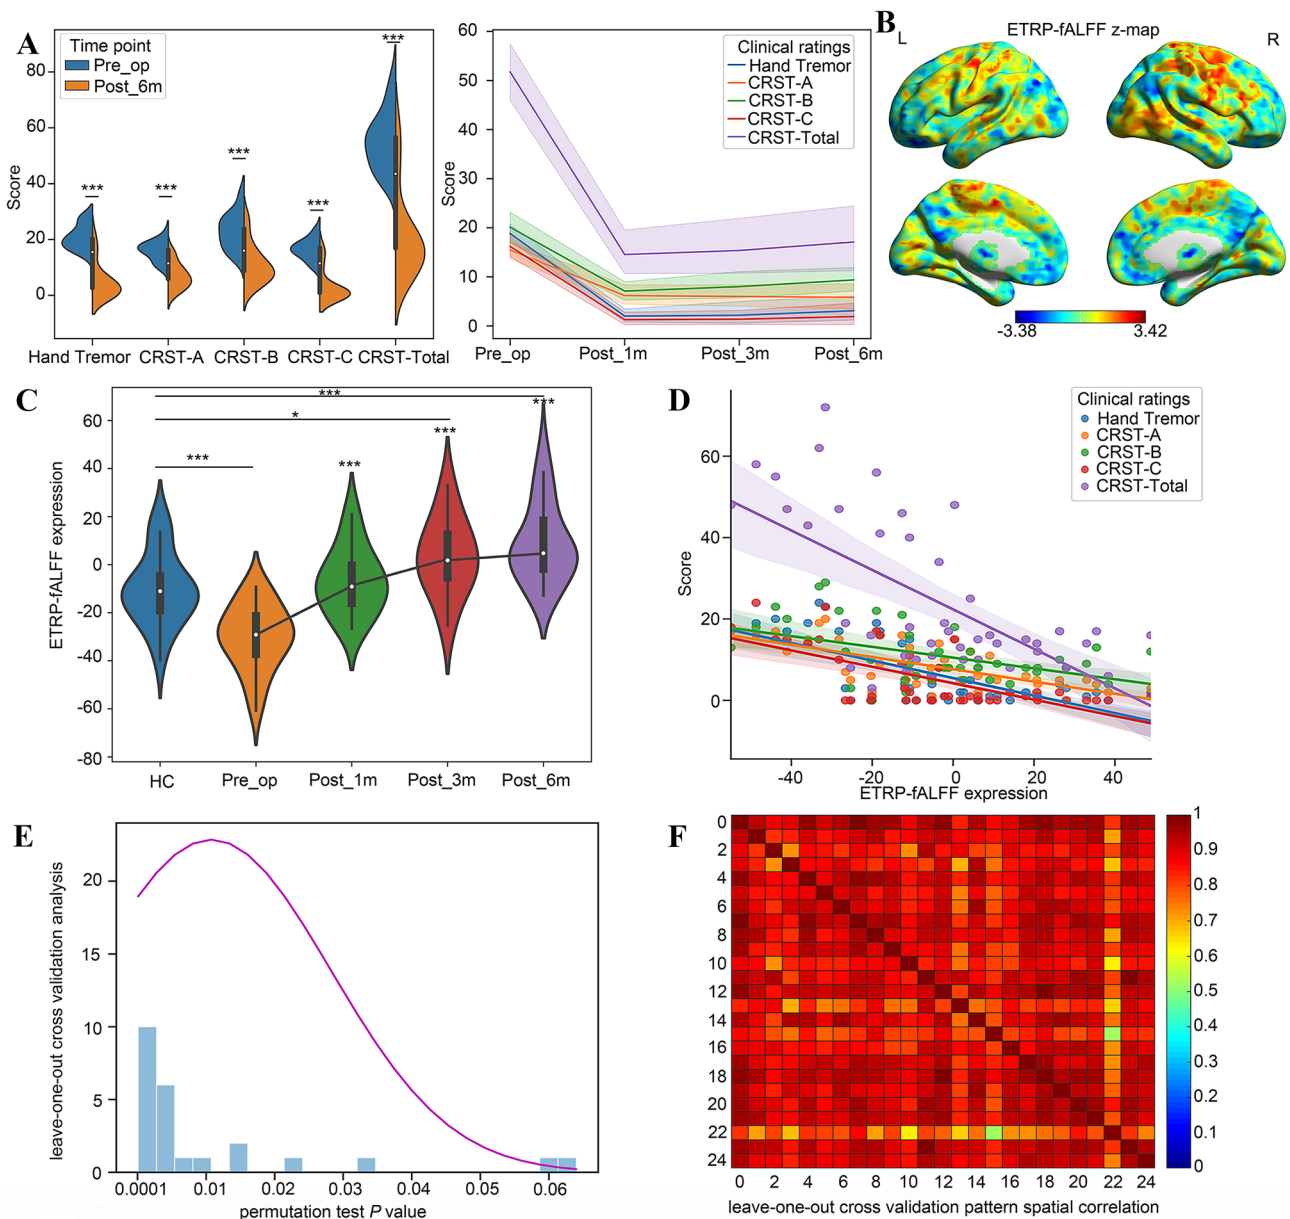 A
Time point
Pre_op
Post_6m
***
***
***
***
***
Score
80
60
40
20
0
Hand Tremor
CRST-A
CRST-B
CRST-C
CRST-Total
Clinical ratings
Hand Tremor
CRST-A
CRST-B
CRST-C
CRST-Total
Score
60
50
40
30
20
10
0
Pre_op
Post_1m
Post_3m
Post_6m
B
ETRP-fALFF z-map
L
R
-3.38
3.42
C
ETRP-fALFF expression
60
40
20
0
-20
-40
-60
-80
***
*
***
***
***
***
HC
Pre_op
Post_1m
Post_3m
Post_6m
D
Clinical ratings
Hand Tremor
CRST-A
CRST-B
CRST-C
CRST-Total
Score
60
40
20
0
-40
-20
0
20
40
ETRP-fALFF expression
E
leave-one-out cross validation analysis
20
15
10
5
0
0.0001
0.01
0.02
0.03
0.04
0.05
0.06
permutation test P value
F
0
2
4
6
8
10
12
14
16
18
20
22
24
0
2
4
6
8
10
12
14
16
18
20
22
24
leave-one-out cross validation pattern spatial correlation
1
0.9
0.8
0.7
0.6
0.5
0.4
0.3
0.2
0.1
0